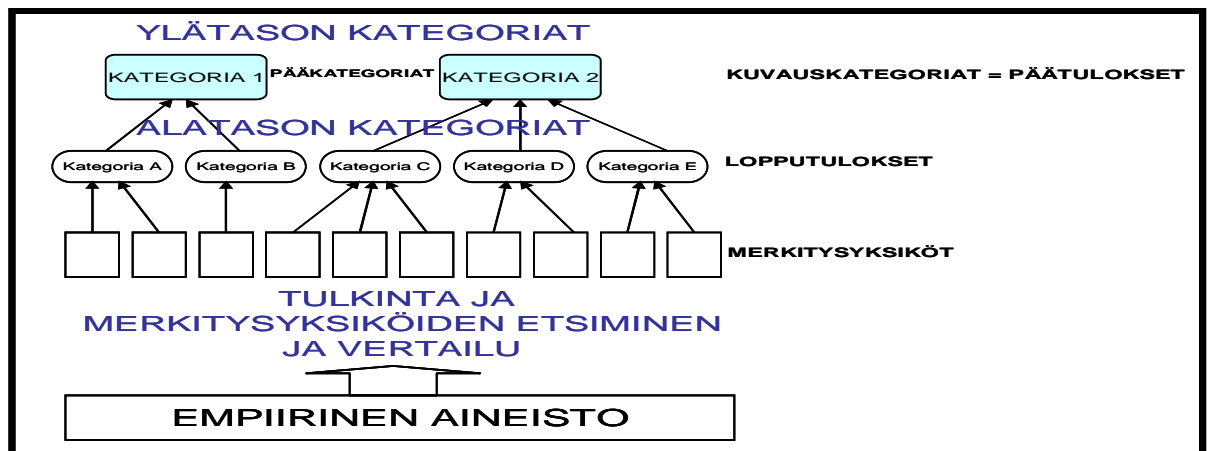 YLÄTASON KATEGORIAT
KATEGORIA 1 PÄÄKATEGORIAT KATEGORIA 2 KUVAUSKATEGORIAT = PÄÄTULOKSET
ALATASON KATEGORIAT
Kategoria A Kategoria B Kategoria C Kategoria D Kategoria E LOPPUTULOKSET
MERKITYSYKSIKÖT
TULKINTA JA
MERKITYSYKSIKÖIDEN ETSIMINEN
JA VERTAILU
EMPIIRINEN AINEISTO